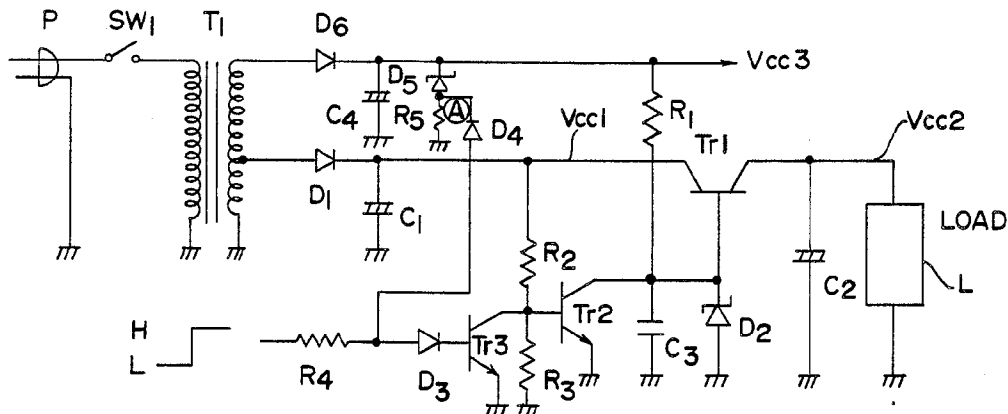 P SW1 T1 D6
Vcc3
D5
C4 R5 A D4
R1
Vcc1 Vcc2
Tr1
D1 C1
LOAD
R2
C2 L
H
L
R4 D3 Tr3 R3 Tr2 C3 D2